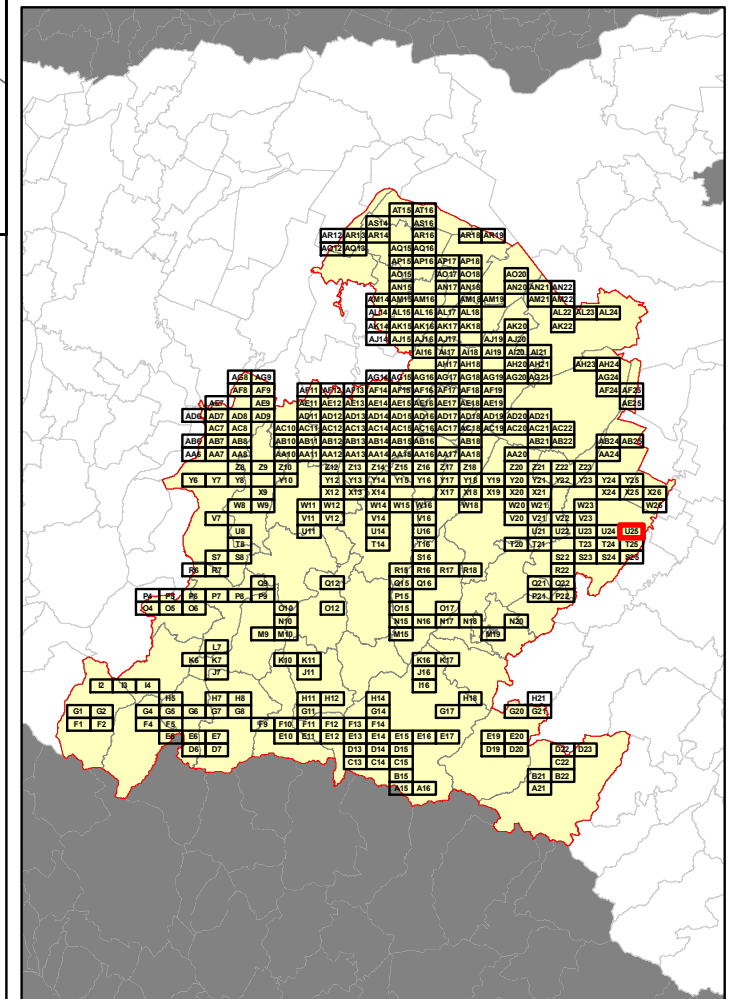 AT15 AT16
AS14 AS16
AR12 AR13 AR14 AR16 AR18 AR19
AQ12 AQ13 AQ15 AQ16
AP15 AP16 AP17 AP18
AO15 AO17 AO18 AO20
AN15 AN17 AN18 AN20 AN21 AN22
AM14 AM15 AM16 AM18 AM19 AM21 AM22
AL14 AL15 AL16 AL17 AL18 AL22 AL23 AL24
AK14 AK15 AK16 AK17 AK18 AK20 AK22
AJ14 AJ15 AJ16 AJ17 AJ19 AJ20
AI16 AI17 AI18 AI19 AI20 AI21
AH17 AH18 AH20 AH21 AH23 AH24
AG8 AG9 AG14 AG15 AG16 AG17 AG18 AG19 AG20 AG21 AG24
AF8 AF9 AF11 AF12 AF13 AF14 AF15 AF16 AF17 AF18 AF19 AF24 AF25
AE7 AE9 AE11 AE12 AE13 AE14 AE15 AE16 AE17 AE18 AE19 AE25
AD6 AD7 AD8 AD9 AD11 AD12 AD13 AD14 AD15 AD16 AD17 AD18 AD19 AD20 AD21
AC7 AC8 AC10 AC11 AC12 AC13 AC14 AC15 AC16 AC17 AC18 AC19 AC20 AC21 AC22
AB6 AB7 AB8 AB10 AB11 AB12 AB13 AB14 AB15 AB16 AB18 AB21 AB22 AB24 AB25
AA6 AA7 AA8 AA10 AA11 AA12 AA13 AA14 AA15 AA16 AA17 AA18 AA20 AA24
Z8 Z9 Z10 Z12 Z13 Z14 Z15 Z16 Z17 Z18 Z20 Z21 Z22 Z23
Y6 Y7 Y8 Y10 Y12 Y13 Y14 Y15 Y16 Y17 Y18 Y19 Y20 Y21 Y22 Y23 Y24 Y25
X9 X12 X13 X14 X17 X18 X19 X20 X21 X24 X25 X26
W8 W9 W11 W12 W14 W15 W16 W18 W20 W21 W23 W26
V7 V11 V12 V14 V16 V20 V21 V22 V23
U8 U11 U14 U16 U21 U22 U23 U24 U25
T8 T14 T16 T20 T21 T23 T24 T25
S7 S8 S16 S22 S23 S24 S25
R6 R7 R15 R16 R17 R18 R22
Q9 Q12 Q15 Q16 Q21 Q22
P4 P5 P6 P7 P8 P9 P15 P21 P22
O4 O5 O6 O10 O12 O15 O17
N10 N15 N16 N17 N18 N20
M9 M10 M15 M19
L7
K6 K7 K10 K11 K16 K17
J7 J11 J16
I2 I3 I4 I16
H5 H7 H8 H11 H12 H14 H18 H21
G1 G2 G4 G5 G6 G7 G8 G11 G14 G17 G20 G21
F1 F2 F4 F5 F9 F10 F11 F12 F13 F14
E5 E6 E7 E10 E11 E12 E13 E14 E15 E16 E17 E19 E20
D6 D7 D13 D14 D15 D19 D20 D22 D23
C13 C14 C15 C22
B15 B21 B22
A15 A16 A21